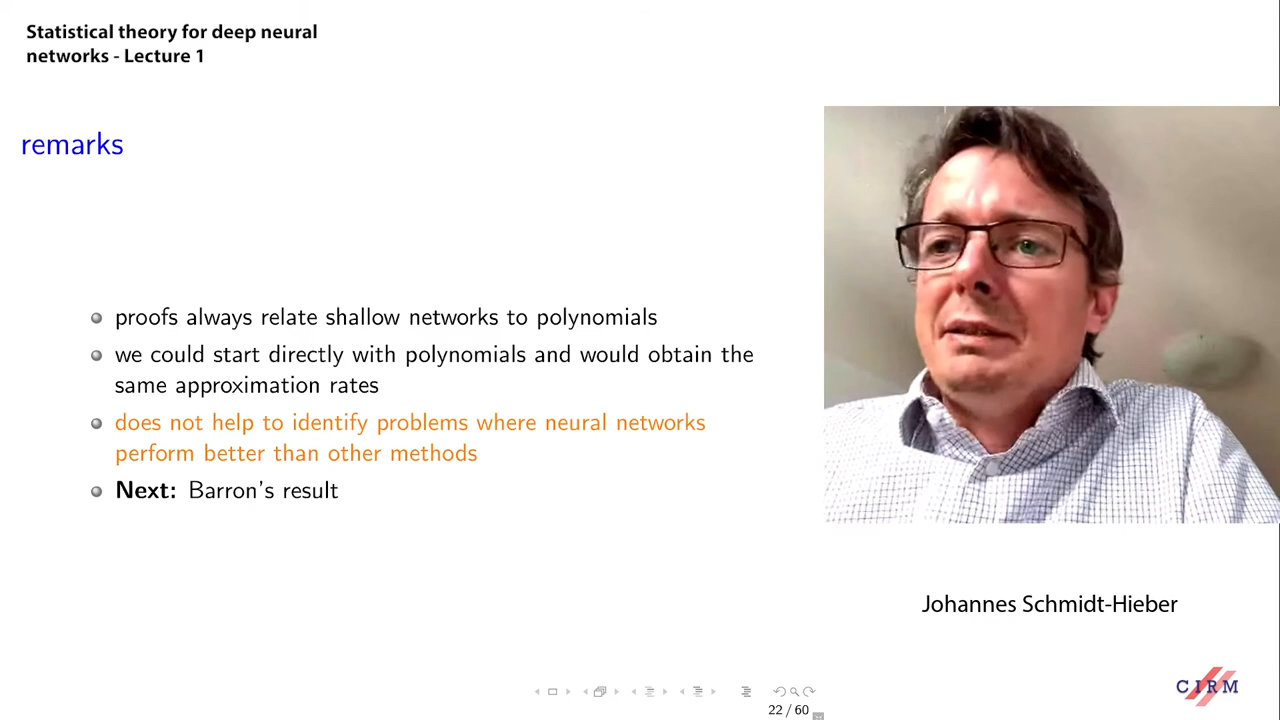 Statistical theory for deep neural
networks - Lecture 1
remarks
proofs always relate shallow networks to polynomials
we could start directly with polynomials and would obtain the
same approximation rates
does not help to identify problems where neural networks
perform better than other methods
Next: Barron's result
Johannes Schmidt-Hieber
CIRM
22 / 60